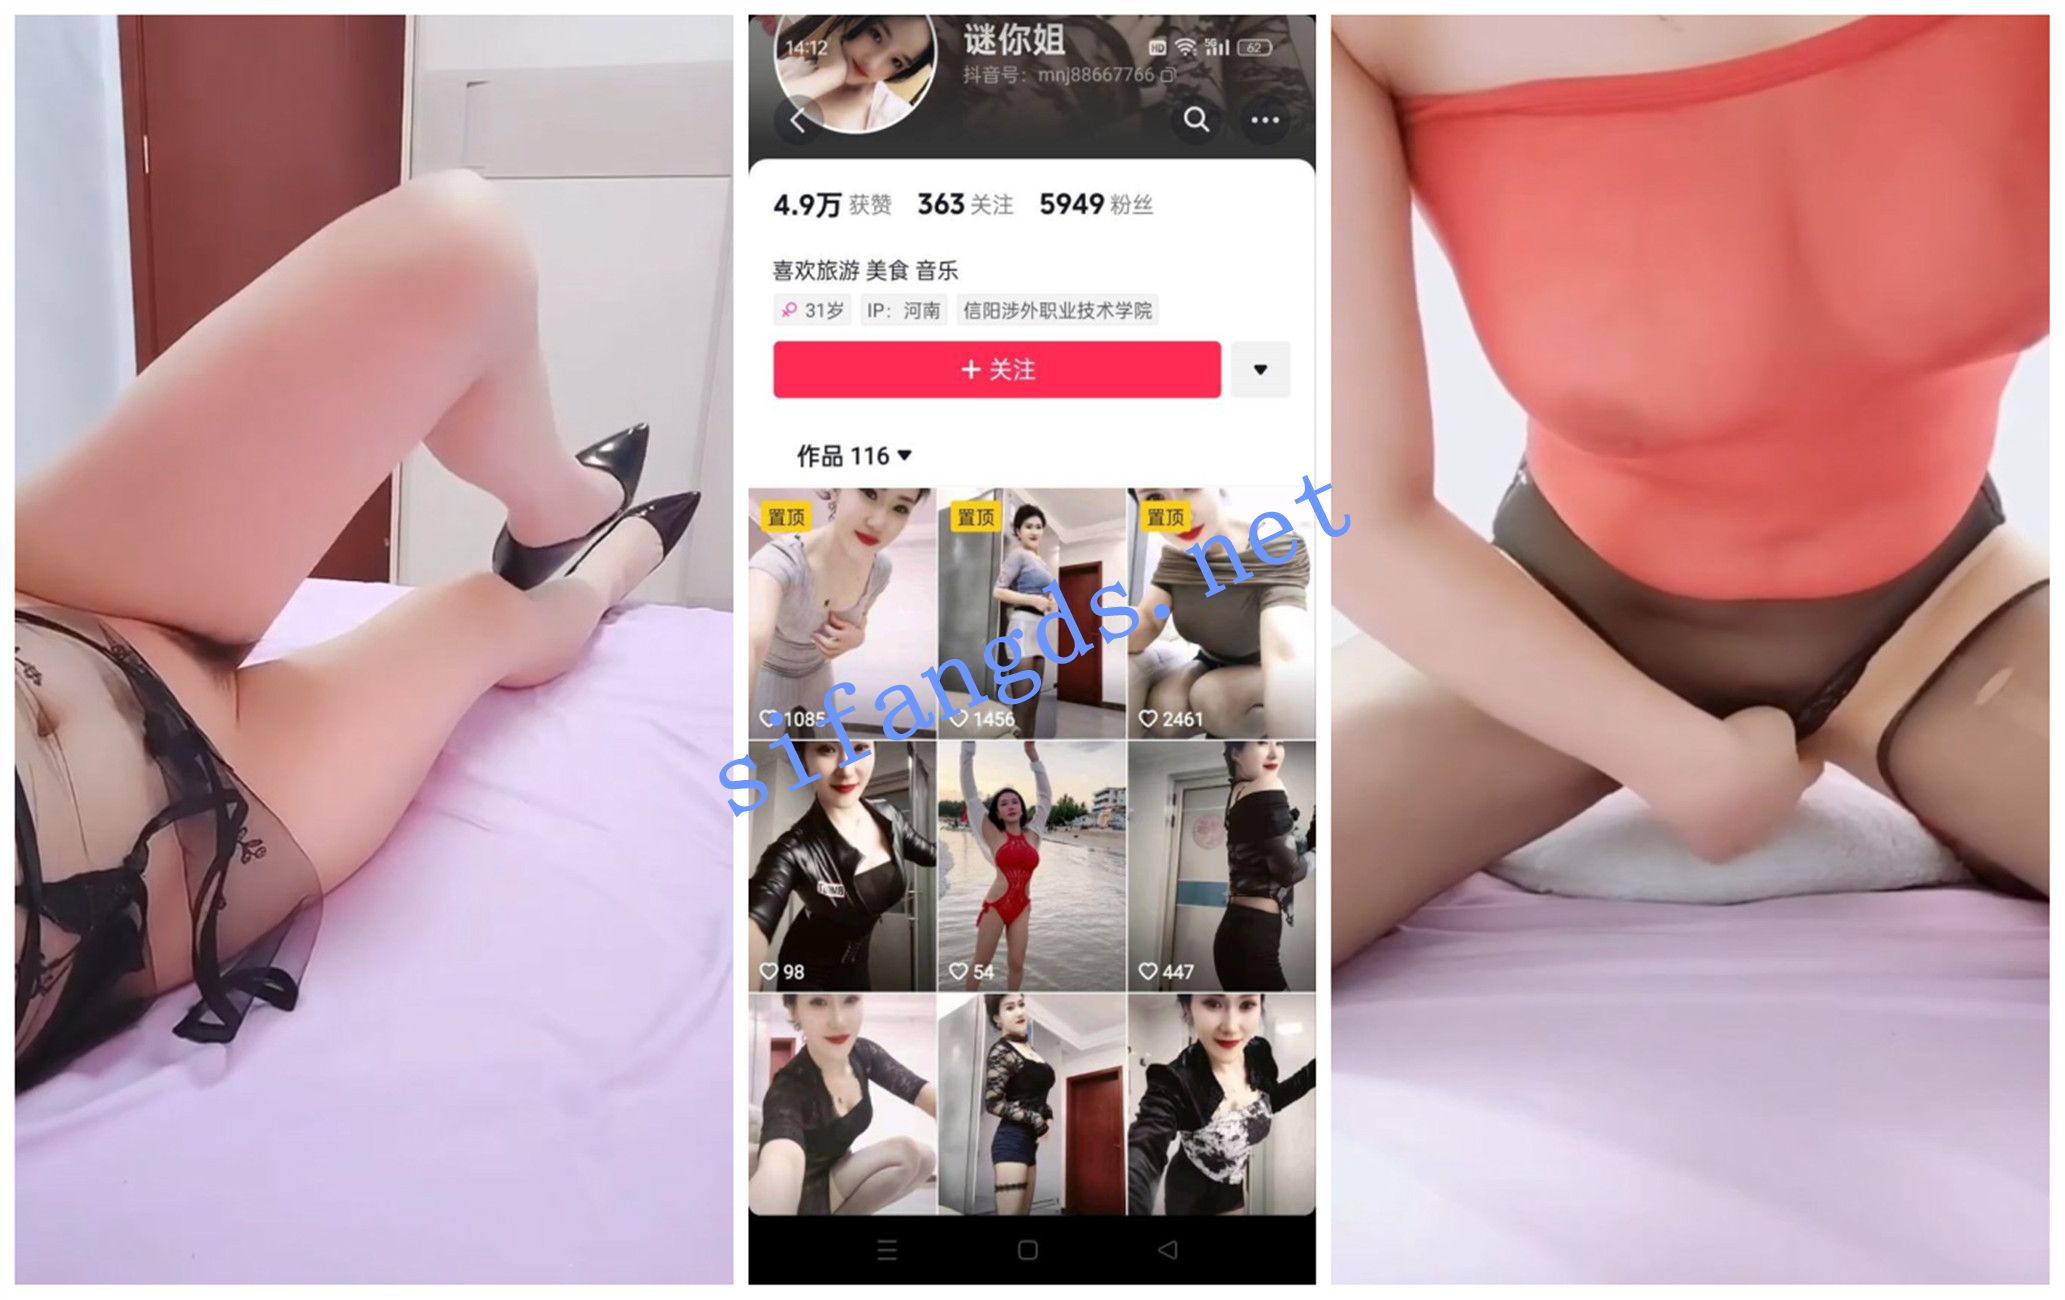 14:12
谜你姐
HD 5G 62
抖音号：mnj88667766
4.9万 获赞 363 关注 5949 粉丝
喜欢旅游 美食 音乐
31岁 IP：河南 信阳涉外职业技术学院
+ 关注
作品 116
置顶 置顶 置顶
1085 1456 2461
98 54 447
sifangds.net